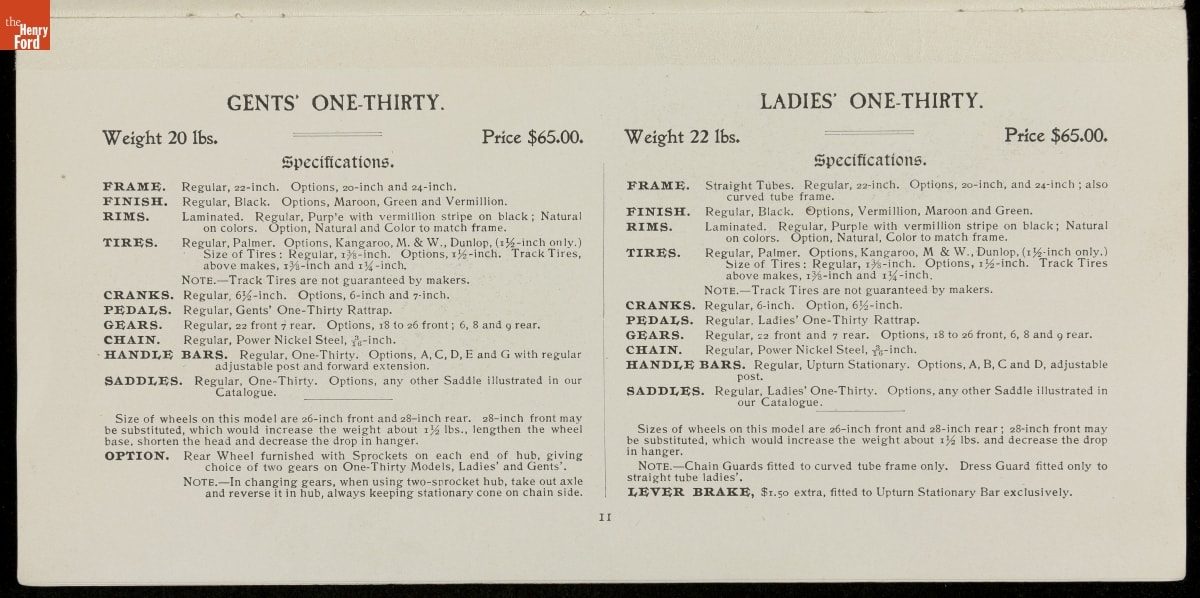 the
Henry
Ford
GENTS' ONE-THIRTY.
Weight 20 lbs. Price $65.00.
Specifications.
FRAME. Regular, 22-inch. Options, 20-inch and 24-inch.
FINISH. Regular, Black. Options, Maroon, Green and Vermillion.
RIMS. Laminated. Regular, Purp'e with vermillion stripe on black; Natural
on colors. Option, Natural and Color to match frame.
TIRES. Regular, Palmer. Options, Kangaroo, M. & W., Dunlop, (1½-inch only.)
Size of Tires: Regular, 1⅜-inch. Options, 1½-inch. Track Tires,
above makes, 1⅜-inch and 1¼-inch.
NOTE.—Track Tires are not guaranteed by makers.
CRANKS. Regular, 6½-inch. Options, 6-inch and 7-inch.
PEDALS. Regular, Gents' One-Thirty Rattrap.
GEARS. Regular, 22 front 7 rear. Options, 18 to 26 front; 6, 8 and 9 rear.
CHAIN. Regular, Power Nickel Steel, 3/16-inch.
HANDLE BARS. Regular, One-Thirty. Options, A, C, D, E and G with regular
adjustable post and forward extension.
SADDLES. Regular, One-Thirty. Options, any other Saddle illustrated in our
Catalogue.
Size of wheels on this model are 26-inch front and 28-inch rear. 28-inch front may
be substituted, which would increase the weight about 1½ lbs., lengthen the wheel
base, shorten the head and decrease the drop in hanger.
OPTION. Rear Wheel furnished with Sprockets on each end of hub, giving
choice of two gears on One-Thirty Models, Ladies' and Gents'.
NOTE.—In changing gears, when using two-sprocket hub, take out axle
and reverse it in hub, always keeping stationary cone on chain side.
LADIES' ONE-THIRTY.
Weight 22 lbs. Price $65.00.
Specifications.
FRAME. Straight Tubes. Regular, 22-inch. Options, 20-inch, and 24-inch; also
curved tube frame.
FINISH. Regular, Black. Options, Vermillion, Maroon and Green.
RIMS. Laminated. Regular, Purple with vermillion stripe on black; Natural
on colors. Option, Natural, Color to match frame.
TIRES. Regular, Palmer. Options, Kangaroo, M & W., Dunlop, (1½-inch only.)
Size of Tires: Regular, 1⅜-inch. Options, 1½-inch. Track Tires
above makes, 1⅜-inch and 1¼-inch.
NOTE.—Track Tires are not guaranteed by makers.
CRANKS. Regular, 6-inch. Option, 6½-inch.
PEDALS. Regular, Ladies' One-Thirty Rattrap.
GEARS. Regular, 22 front and 7 rear. Options, 18 to 26 front, 6, 8 and 9 rear.
CHAIN. Regular, Power Nickel Steel, 3/16-inch.
HANDLE BARS. Regular, Upturn Stationary. Options, A, B, C and D, adjustable
post.
SADDLES. Regular, Ladies' One-Thirty. Options, any other Saddle illustrated in
our Catalogue.
Sizes of wheels on this model are 26-inch front and 28-inch rear; 28-inch front may
be substituted, which would increase the weight about 1½ lbs. and decrease the drop
in hanger.
NOTE.—Chain Guards fitted to curved tube frame only. Dress Guard fitted only to
straight tube ladies'.
LEVER BRAKE, $1.50 extra, fitted to Upturn Stationary Bar exclusively.
11